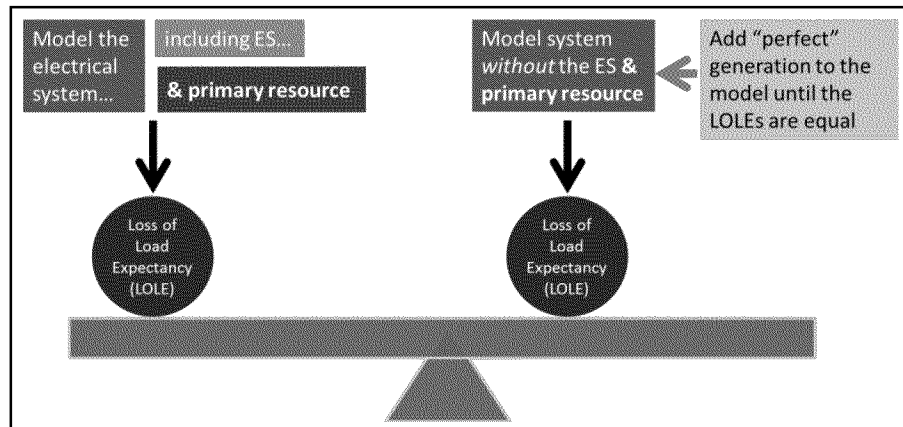 Model the
electrical
system…
including ES…
& primary resource
Model system
without the ES &
primary resource
Add “perfect”
generation to the
model until the
LOLEs are equal
Loss of
Load
Expectancy
(LOLE)
Loss of
Load
Expectancy
(LOLE)